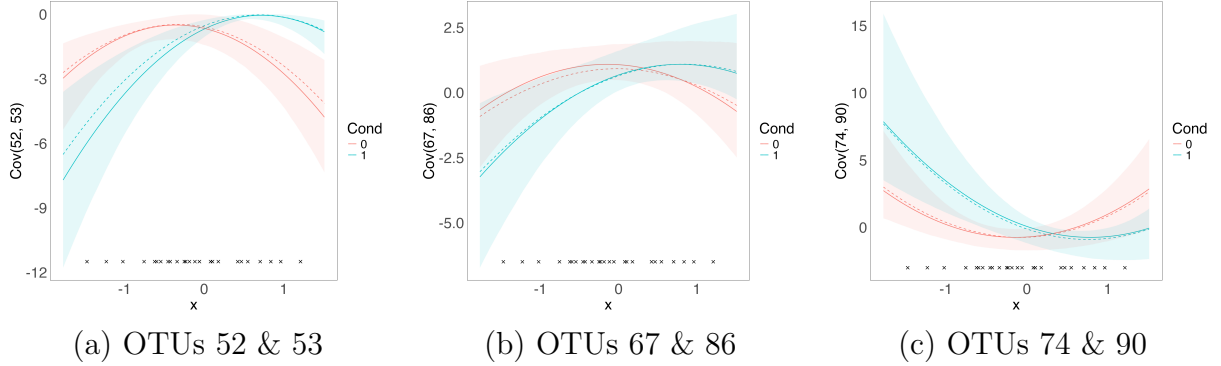 0
-3
-6
-9
-12
Cov(52, 53)
-1 0 1
x
Cond
0
1
(a) OTUs 52 & 53
2.5
0.0
-2.5
-5.0
Cov(67, 86)
-1 0 1
x
Cond
0
1
(b) OTUs 67 & 86
15
10
5
0
Cov(74, 90)
-1 0 1
x
Cond
0
1
(c) OTUs 74 & 90